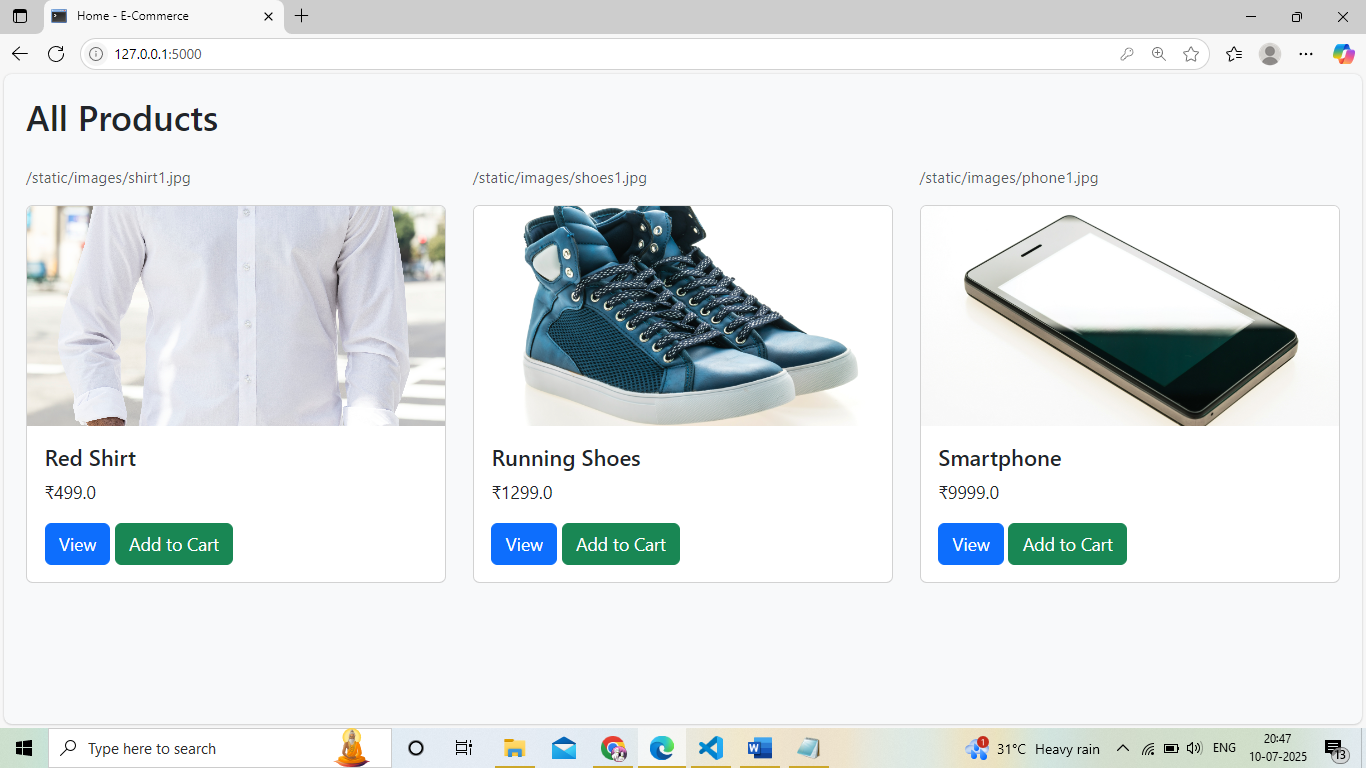 Home - E-Commerce
127.0.0.1:5000
All Products
/static/images/shirt1.jpg
/static/images/shoes1.jpg
/static/images/phone1.jpg
Red Shirt
₹499.0
View
Add to Cart
Running Shoes
₹1299.0
View
Add to Cart
Smartphone
₹9999.0
View
Add to Cart
Type here to search
1
31°C Heavy rain
ENG
20:47
10-07-2025
13